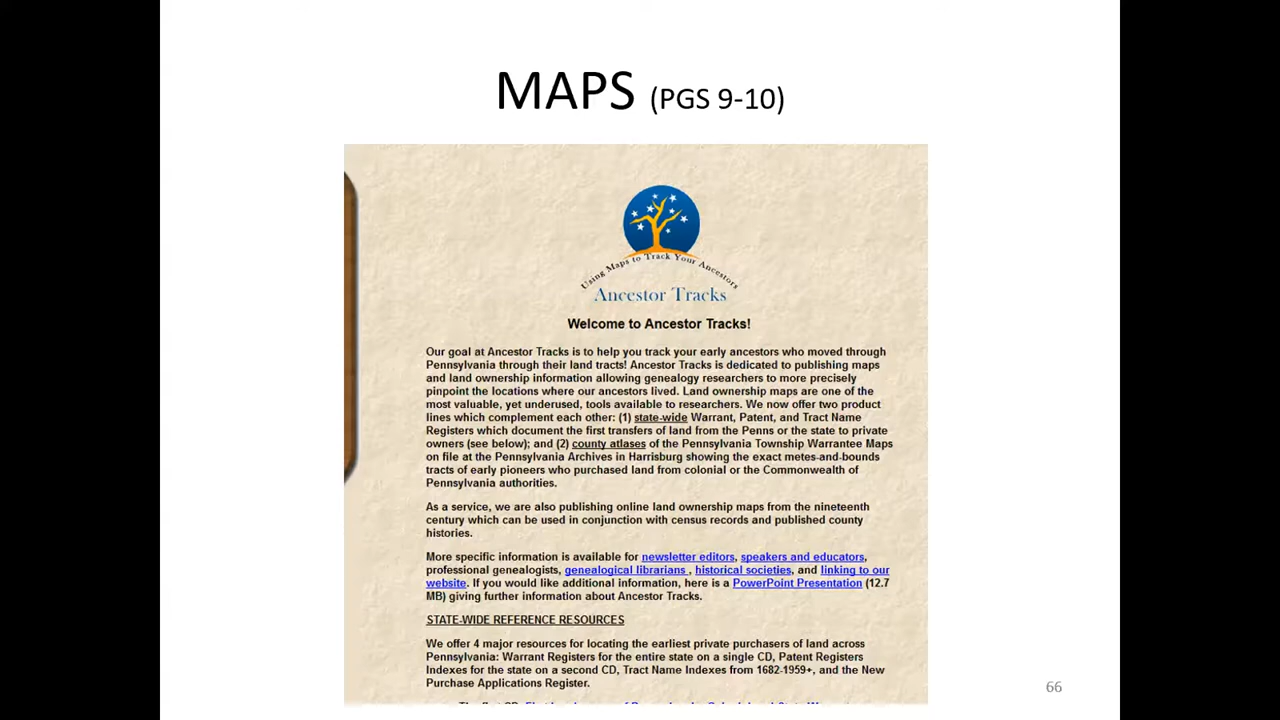 MAPS (PGS 9-10)
Using Maps to Track Your Ancestors
Ancestor Tracks
Welcome to Ancestor Tracks!
Our goal at Ancestor Tracks is to help you track your early ancestors who moved through
Pennsylvania through their land tracts! Ancestor Tracks is dedicated to publishing maps
and land ownership information allowing genealogy researchers to more precisely
pinpoint the locations where our ancestors lived. Land ownership maps are one of the
most valuable, yet underused, tools available to researchers. We now offer two product
lines which complement each other: (1) state-wide Warrant, Patent, and Tract Name
Registers which document the first transfers of land from the Penns or the state to private
owners (see below); and (2) county atlases of the Pennsylvania Township Warrantee Maps
on file at the Pennsylvania Archives in Harrisburg showing the exact metes-and-bounds
tracts of early pioneers who purchased land from colonial or the Commonwealth of
Pennsylvania authorities.
As a service, we are also publishing online land ownership maps from the nineteenth
century which can be used in conjunction with census records and published county
histories.
More specific information is available for newsletter editors, speakers and educators,
professional genealogists, genealogical librarians , historical societies, and linking to our
website. If you would like additional information, here is a PowerPoint Presentation (12.7
MB) giving further information about Ancestor Tracks.
STATE-WIDE REFERENCE RESOURCES
We offer 4 major resources for locating the earliest private purchasers of land across
Pennsylvania: Warrant Registers for the entire state on a single CD, Patent Registers
Indexes for the state on a second CD, Tract Name Indexes from 1682-1959+, and the New
Purchase Applications Register.
66